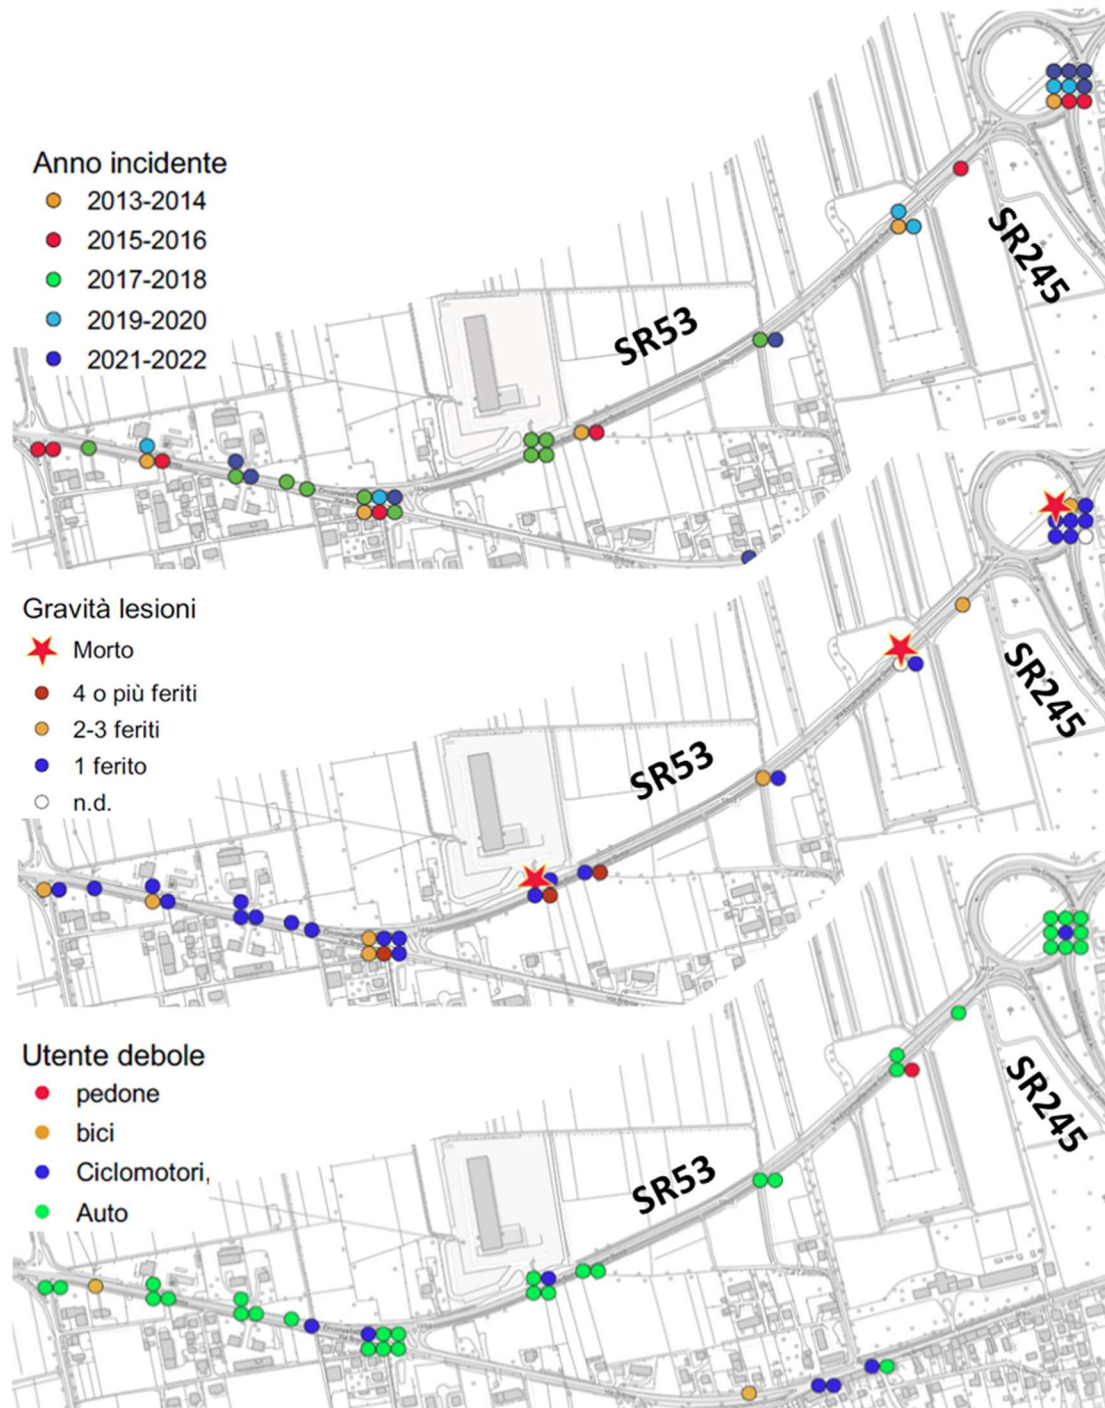 Anno incidente
2013-2014
2015-2016
2017-2018
2019-2020
2021-2022
SR53
SR245
Gravità lesioni
Morto
4 o più feriti
2-3 feriti
1 ferito
n.d.
SR53
SR245
Utente debole
pedone
bici
Ciclomotori,
Auto
SR53
SR245